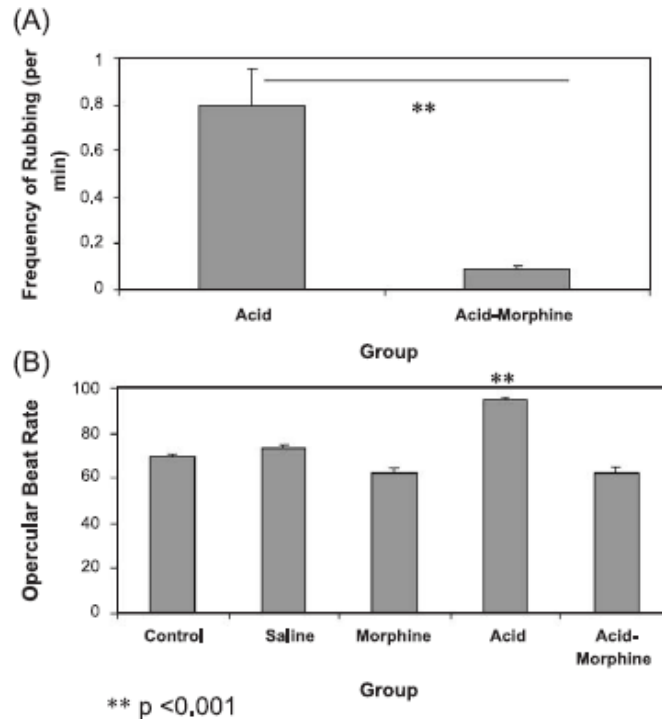 (A)
Frequency of Rubbing (per
min)
1
0.8
0.6
0.4
0.2
0
**
Acid Acid-Morphine
Group
(B)
Opercular Beat Rate
100
80
60
40
20
0
**
Control Saline Morphine Acid Acid-
Morphine
Group
** p <0.001